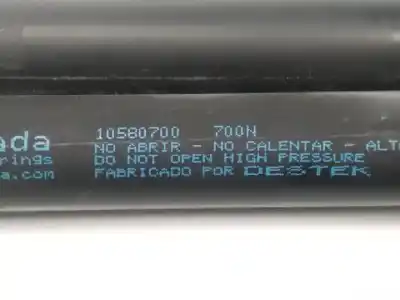 ada 10580700 700N
rings NO ABRIR - NO CALENTAR - ALT
a.com DO NOT OPEN HIGH PRESSURE
FABRICADO POR DESTEK